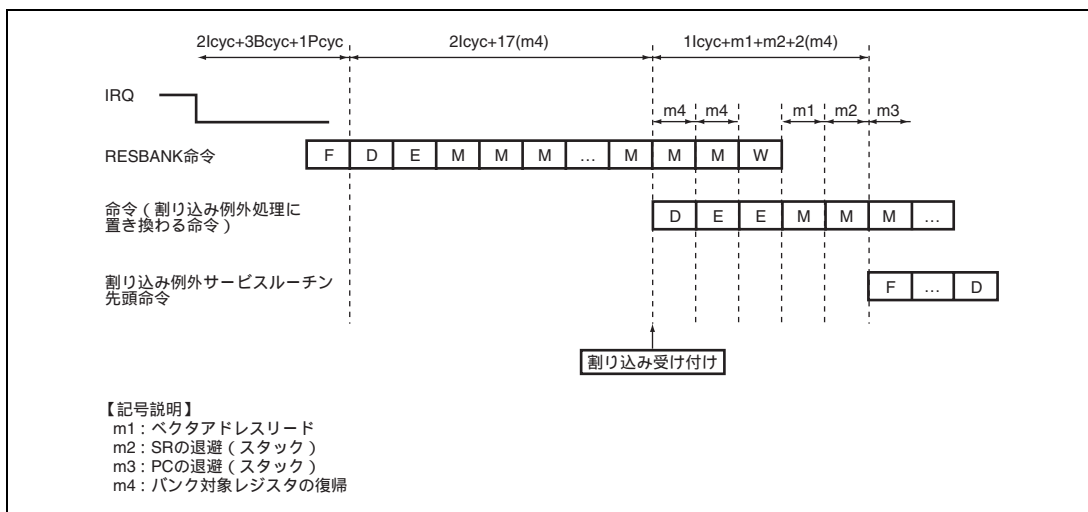 2Icyc+3Bcyc+1Pcyc 2Icyc+17(m4) 1Icyc+m1+m2+2(m4)
IRQ
m4 m4 m1 m2 m3
RESBANK命令 F D E M M M … M M M W
命令(割り込み例外処理に
置き換わる命令) D E E M M M …
割り込み例外サービスルーチン
先頭命令 F … D
割り込み受け付け
【記号説明】
m1:ベクタアドレスリード
m2:SRの退避(スタック)
m3:PCの退避(スタック)
m4:バンク対象レジスタの復帰